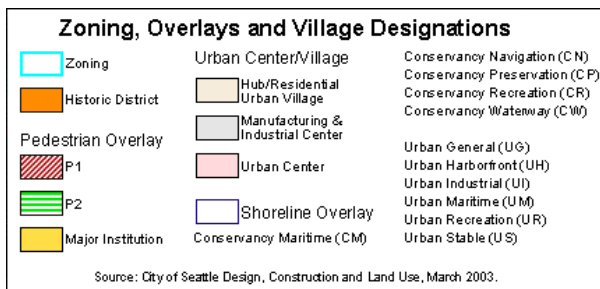 Zoning, Overlays and Village Designations
Zoning
Historic District
Pedestrian Overlay
P1
P2
Major Institution
Urban Center/Village
Hub/Residential
Urban Village
Manufacturing &
Industrial Center
Urban Center
Shoreline Overlay
Conservancy Maritime (CM)
Conservancy Navigation (CN)
Conservancy Preservation (CP)
Conservancy Recreation (CR)
Conservancy Waterway (CW)
Urban General (UG)
Urban Harborfront (UH)
Urban Industrial (UI)
Urban Maritime (UM)
Urban Recreation (UR)
Urban Stable (US)
Source: City of Seattle Design, Construction and Land Use, March 2003.